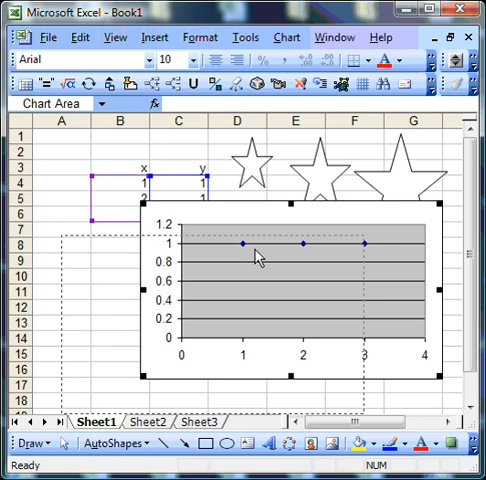 Microsoft Excel - Book1
File Edit View Insert Format Tools Chart Window Help
Arial 10 B A
Chart Area fx
A B C D E F G
1
2
3 x y
4 1 1
5 2 1
6
7
8
9
10
11
12
13
14
15
16
17
18
1.2
1
0.8
0.6
0.4
0.2
0
0 1 2 3 4
Sheet1 Sheet2 Sheet3
Draw AutoShapes A
Ready NUM